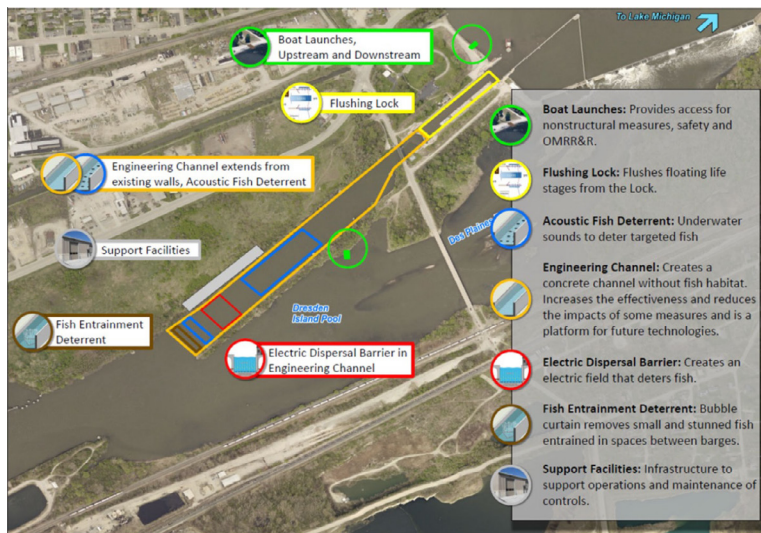 To Lake Michigan
Boat Launches,
Upstream and Downstream
Flushing Lock
Engineering Channel extends from
existing walls, Acoustic Fish Deterrent
Support Facilities
Fish Entrainment
Deterrent
Dresden
Island Pool
Des Plaines
Electric Dispersal Barrier in
Engineering Channel
Boat Launches: Provides access for
nonstructural measures, safety and
OMRR&R.
Flushing Lock: Flushes floating life
stages from the Lock.
Acoustic Fish Deterrent: Underwater
sounds to deter targeted fish
Engineering Channel: Creates a
concrete channel without fish habitat.
Increases the effectiveness and reduces
the impacts of some measures and is a
platform for future technologies.
Electric Dispersal Barrier: Creates an
electric field that deters fish.
Fish Entrainment Deterrent: Bubble
curtain removes small and stunned fish
entrained in spaces between barges.
Support Facilities: Infrastructure to
support operations and maintenance of
controls.